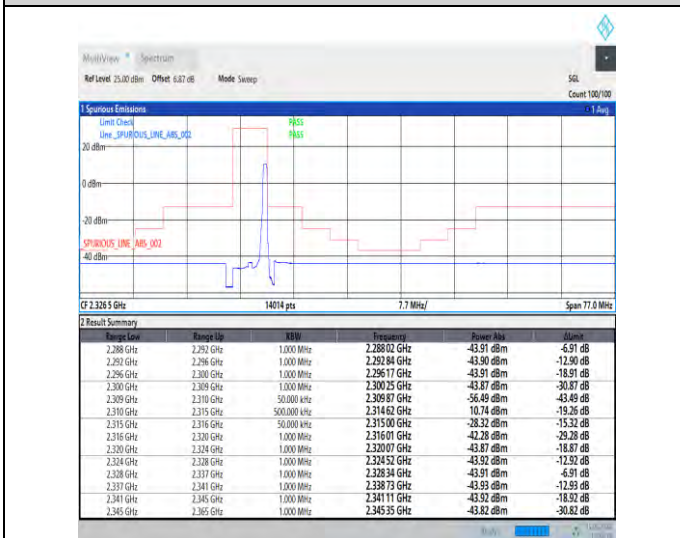 MultiView Spectrum
Ref Level 25.00 dBm Offset 6.87 dB Mode Sweep SGL
Count 100/100
1 Spurious Emissions 1 Avg
Limit Check PASS
Line _SPURIOUS_LINE_ABS_002 PASS
20 dBm
0 dBm
-20 dBm
_SPURIOUS_LINE_ABS_002
-40 dBm
CF 2.326 5 GHz 14014 pts 7.7 MHz/ Span 77.0 MHz
2 Result Summary
Range Low Range Up RBW Frequency Power Abs ΔLimit
2.288 GHz 2.292 GHz 1.000 MHz 2.288 02 GHz -43.91 dBm -6.91 dB
2.292 GHz 2.296 GHz 1.000 MHz 2.292 84 GHz -43.90 dBm -12.90 dB
2.296 GHz 2.300 GHz 1.000 MHz 2.296 17 GHz -43.91 dBm -18.91 dB
2.300 GHz 2.309 GHz 1.000 MHz 2.300 25 GHz -43.87 dBm -30.87 dB
2.309 GHz 2.310 GHz 50.000 kHz 2.309 87 GHz -56.49 dBm -43.49 dB
2.310 GHz 2.315 GHz 500.000 kHz 2.314 62 GHz 10.74 dBm -19.26 dB
2.315 GHz 2.316 GHz 50.000 kHz 2.315 00 GHz -28.32 dBm -15.32 dB
2.316 GHz 2.320 GHz 1.000 MHz 2.316 01 GHz -42.28 dBm -29.28 dB
2.320 GHz 2.324 GHz 1.000 MHz 2.320 07 GHz -43.87 dBm -18.87 dB
2.324 GHz 2.328 GHz 1.000 MHz 2.324 52 GHz -43.92 dBm -12.92 dB
2.328 GHz 2.337 GHz 1.000 MHz 2.328 34 GHz -43.91 dBm -6.91 dB
2.337 GHz 2.341 GHz 1.000 MHz 2.338 73 GHz -43.93 dBm -12.93 dB
2.341 GHz 2.345 GHz 1.000 MHz 2.341 11 GHz -43.92 dBm -18.92 dB
2.345 GHz 2.365 GHz 1.000 MHz 2.345 35 GHz -43.82 dBm -30.82 dB